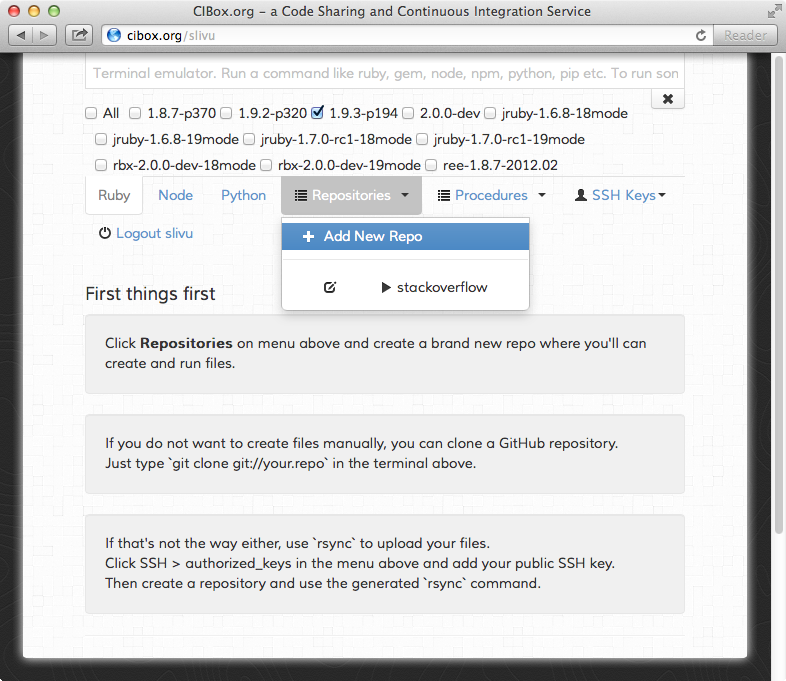 CIBox.org – a Code Sharing and Continuous Integration Service
cibox.org/slivu
Reader
Terminal emulator. Run a command like ruby, gem, node, npm, python, pip etc. To run son
All 1.8.7-p370 1.9.2-p320 1.9.3-p194 2.0.0-dev jruby-1.6.8-18mode
jruby-1.6.8-19mode jruby-1.7.0-rc1-18mode jruby-1.7.0-rc1-19mode
rbx-2.0.0-dev-18mode rbx-2.0.0-dev-19mode ree-1.8.7-2012.02
Ruby Node Python Repositories Procedures SSH Keys
Logout slivu
Add New Repo
stackoverflow
First things first
Click Repositories on menu above and create a brand new repo where you'll can
create and run files.
If you do not want to create files manually, you can clone a GitHub repository.
Just type `git clone git://your.repo` in the terminal above.
If that's not the way either, use `rsync` to upload your files.
Click SSH > authorized_keys in the menu above and add your public SSH key.
Then create a repository and use the generated `rsync` command.